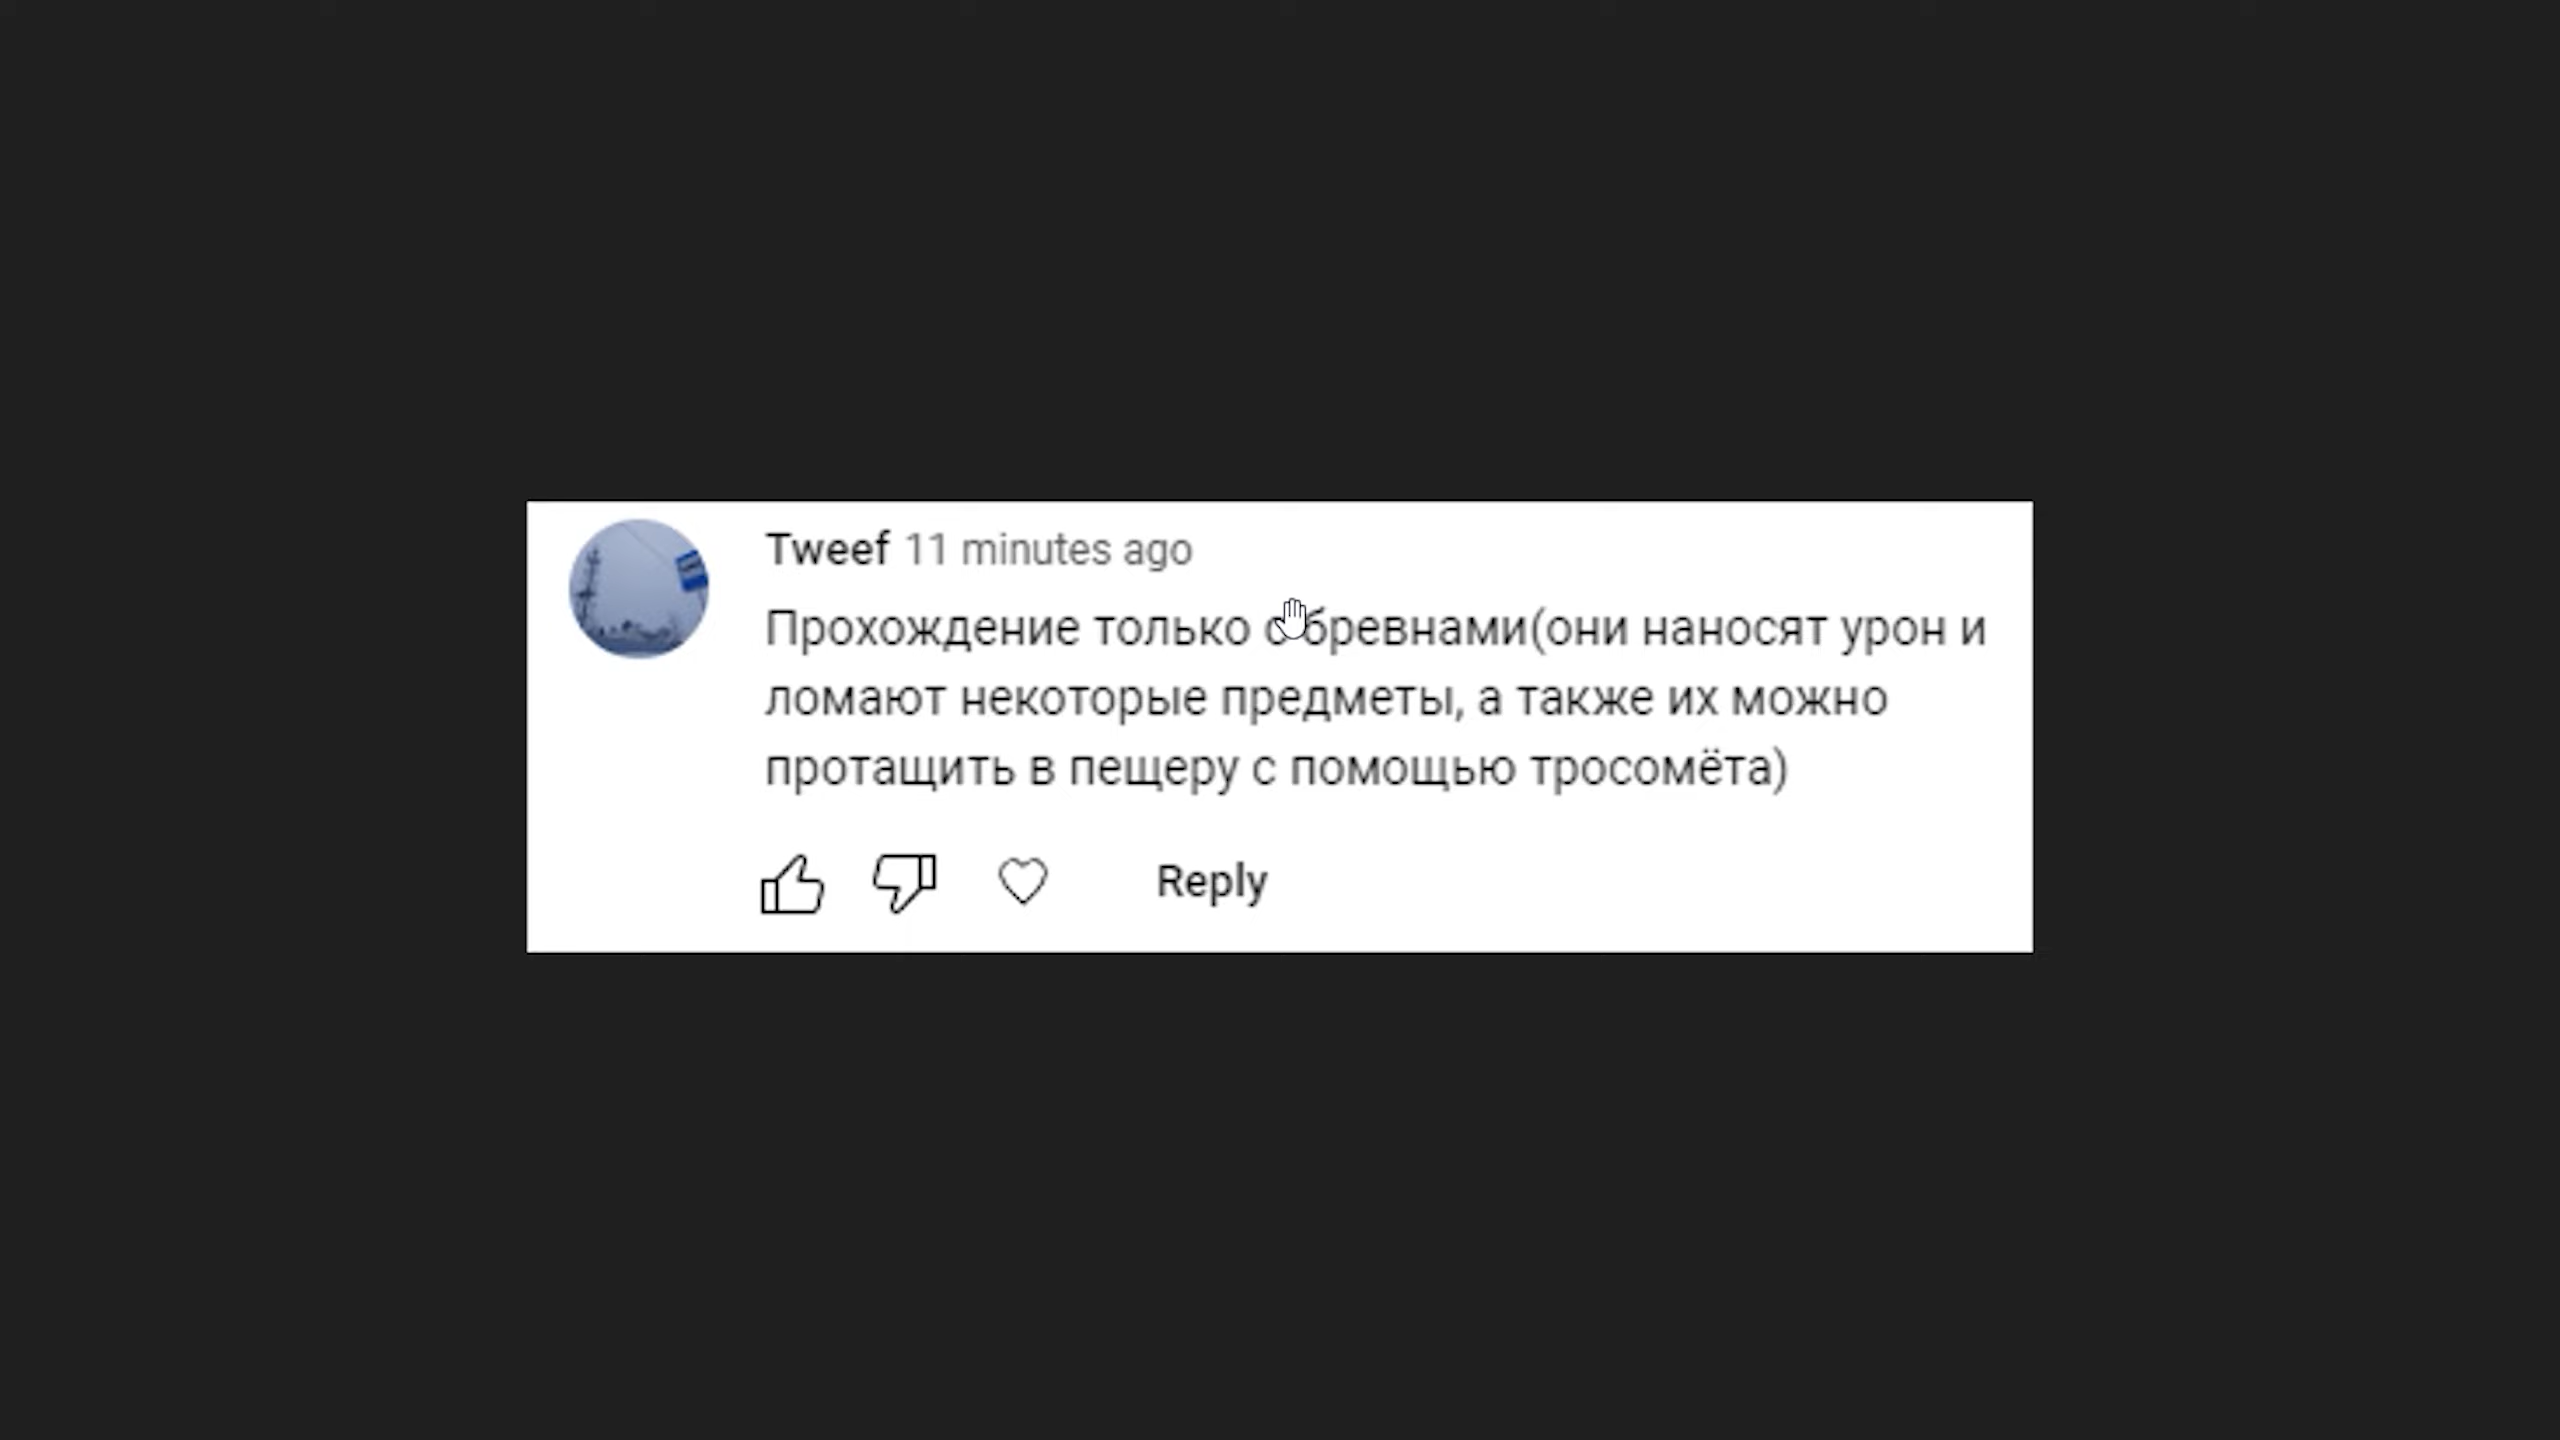 Tweef 11 minutes ago
Прохождение только с бревнами(они наносят урон и
ломают некоторые предметы, а также их можно
протащить в пещеру с помощью тросомёта)
Reply